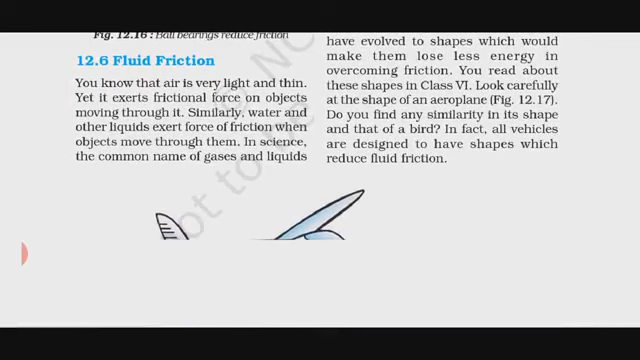 Fig. 12.16 : Ball bearings reduce friction
12.6 Fluid Friction
You know that air is very light and thin.
Yet it exerts frictional force on objects
moving through it. Similarly, water and
other liquids exert force of friction when
objects move through them. In science,
the common name of gases and liquids
have evolved to shapes which would
make them lose less energy in
overcoming friction. You read about
these shapes in Class VI. Look carefully
at the shape of an aeroplane (Fig. 12.17).
Do you find any similarity in its shape
and that of a bird? In fact, all vehicles
are designed to have shapes which
reduce fluid friction.
© NC
not to be